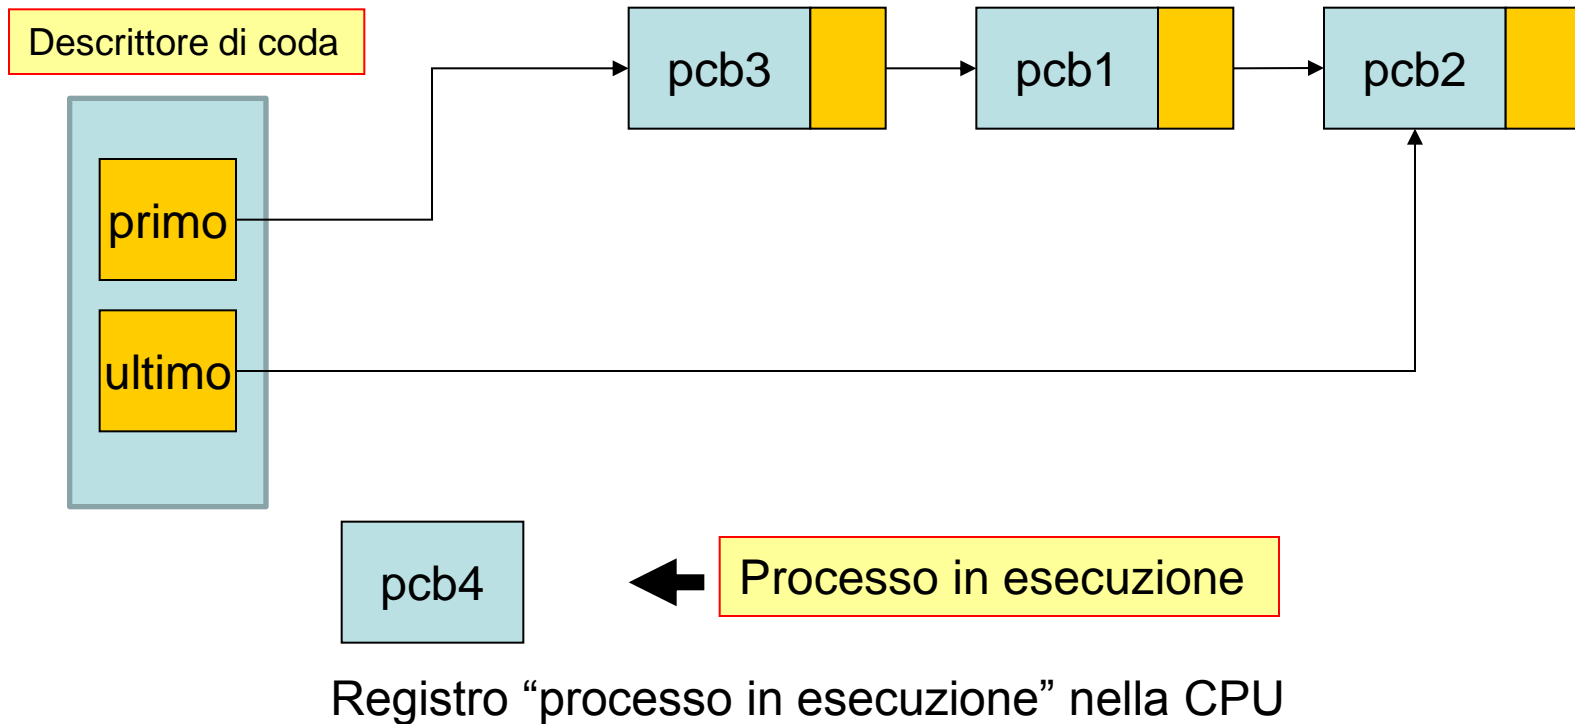 Descrittore di coda
pcb3
pcb1
pcb2
primo
ultimo
pcb4
Processo in esecuzione
Registro “processo in esecuzione” nella CPU